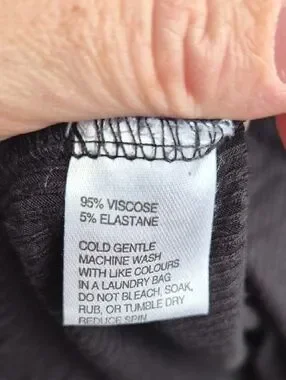 95% VISCOSE
5% ELASTANE
COLD GENTLE
MACHINE WASH
WITH LIKE COLOURS
IN A LAUNDRY BAG
DO NOT BLEACH, SOAK,
RUB, OR TUMBLE DRY
REDUCE SPIN